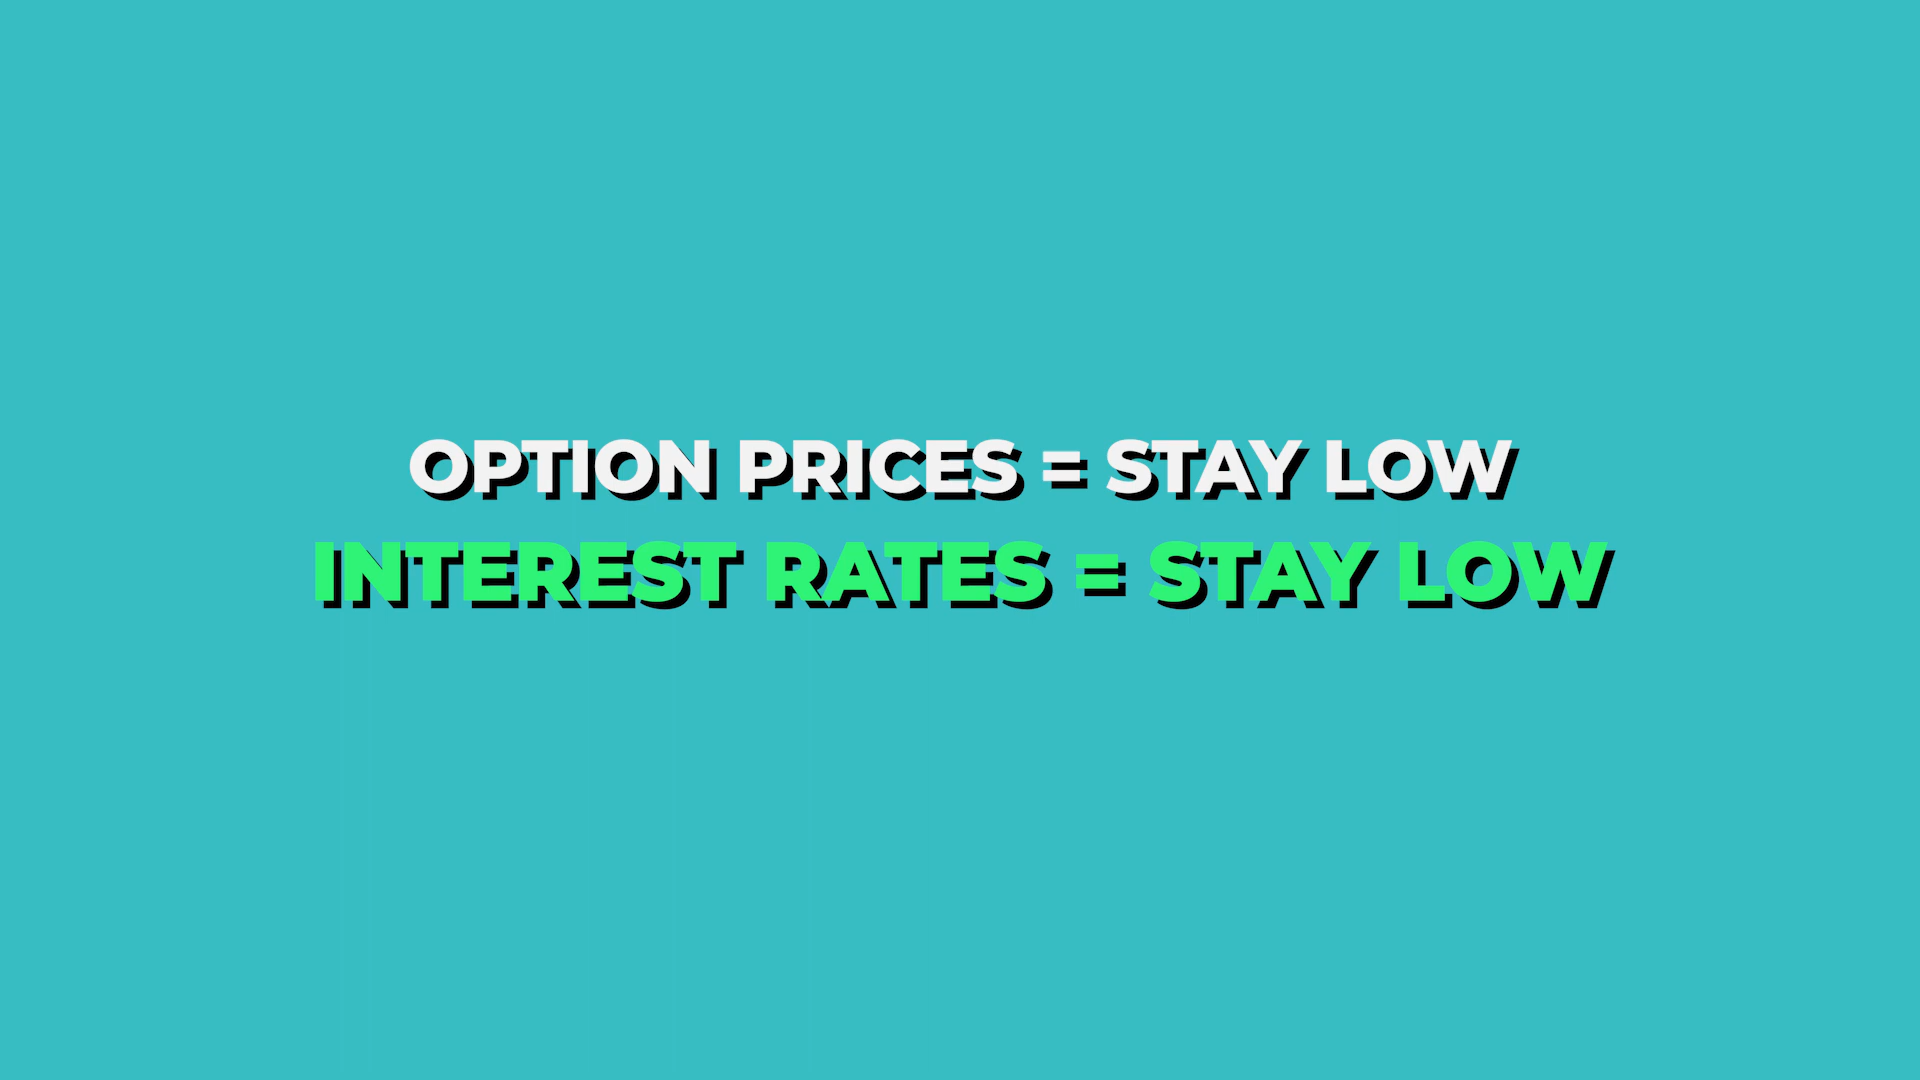 OPTION PRICES = STAY LOW
INTEREST RATES = STAY LOW